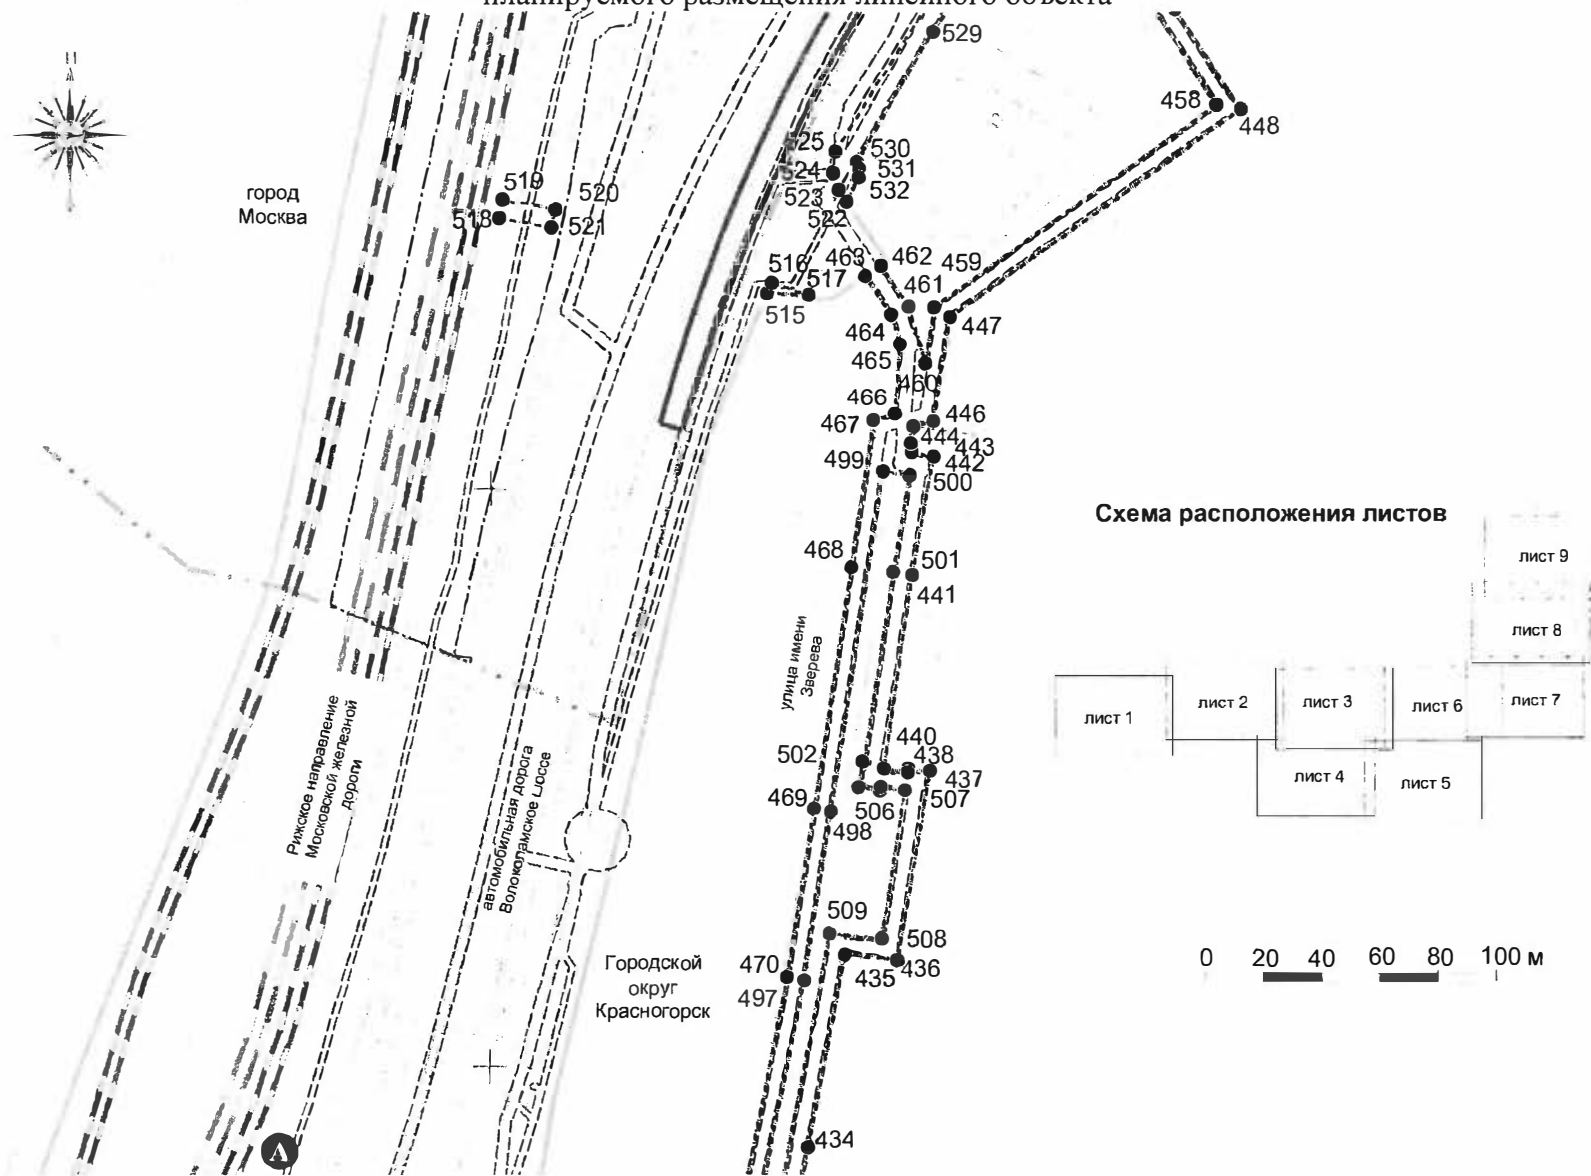 планируемого размещения линейного объекта
529
458
448
525
530
524
531
532
523
522
город
Москва
519
520
518
521
463
462
459
516
517
461
515
447
464
465
460
466
467
446
444
443
499
442
500
Схема расположения листов
468
501
441
лист 9
лист 8
улица имени
Зверева
лист 1
лист 2
лист 3
лист 6
лист 7
лист 4
лист 5
Рижское направление
Московской железной
дороги
автомобильная дорога
Волоколамское шоссе
440
438
502
437
469
506
507
498
509
508
470
435
436
497
Городской
округ
Красногорск
0 20 40 60 80 100 м
434
А